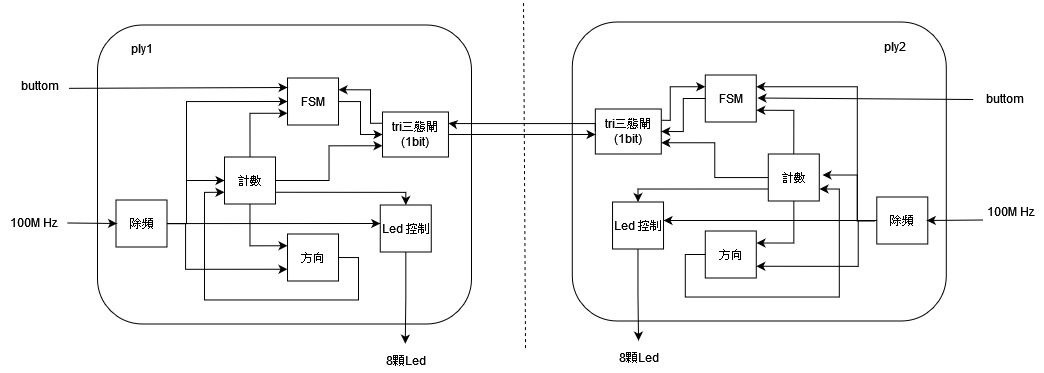 ply1
buttom
FSM
tri三態閘
(1bit)
計數
100M Hz
除頻
Led 控制
方向
8顆Led
ply2
FSM
buttom
tri三態閘
(1bit)
計數
100M Hz
Led 控制
除頻
方向
8顆Led